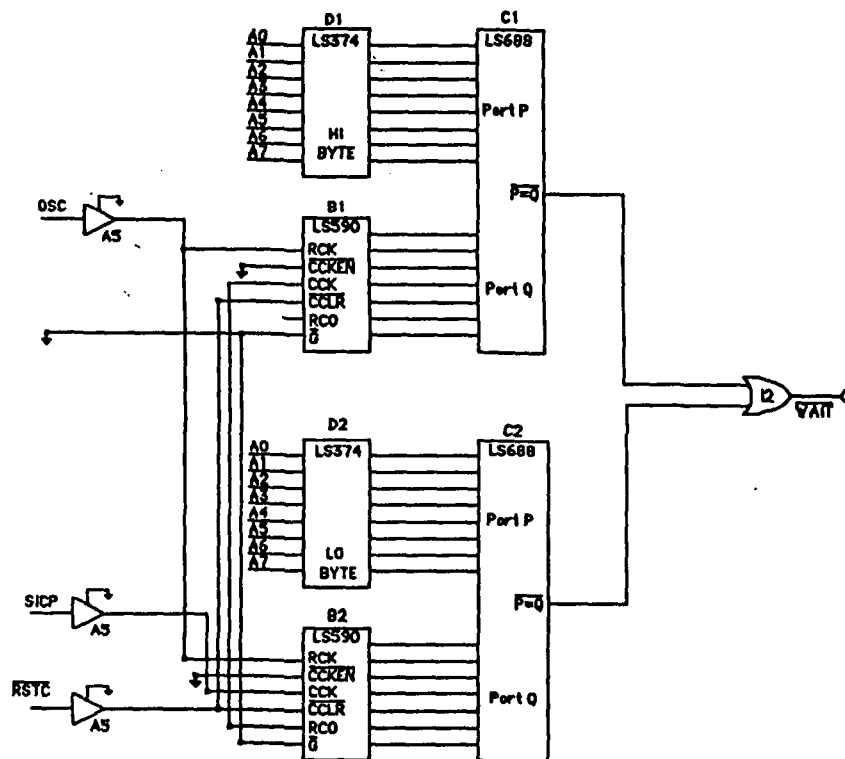 D1
C1
A0
A1
A2
A3
A4
A5
A6
A7
LS374
HI
BYTE
LS688
Port P
P=Q
OSC
A5
B1
LS590
RCK
CCKEN
CCK
CCLR
RCO
G
Port Q
I2
WAIT
D2
C2
A0
A1
A2
A3
A4
A5
A6
A7
LS374
LO
BYTE
LS688
Port P
P=Q
SICP
A5
B2
LS590
RCK
CCKEN
CCK
CCLR
RCO
G
Port Q
RSTC
A5